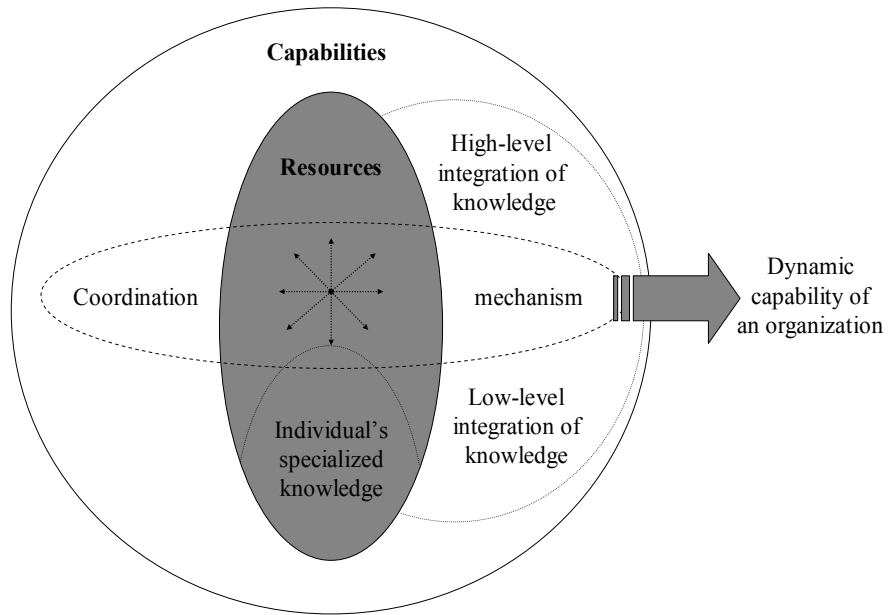 Capabilities
Resources
High-level
integration of
knowledge
Coordination
mechanism
Dynamic
capability of
an organization
Individual’s
specialized
knowledge
Low-level
integration of
knowledge